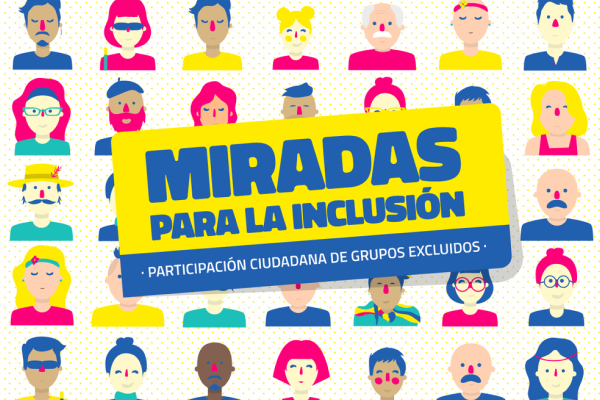 MIRADAS
PARA LA INCLUSIÓN
· PARTICIPACIÓN CIUDADANA DE GRUPOS EXCLUIDOS ·